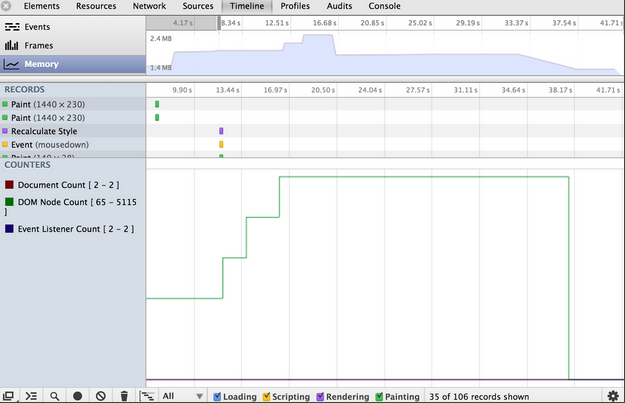 Elements Resources Network Sources Timeline Profiles Audits Console
4.17 s 8.34 s 12.51 s 16.68 s 20.85 s 25.02 s 29.19 s 33.37 s 37.54 s 41.71 s
Events
2.4 MB
Frames
Memory
1.4 MB
RECORDS
9.90 s 13.44 s 16.97 s 20.50 s 24.04 s 27.57 s 31.11 s 34.64 s 38.17 s 41.71 s
Paint (1440 × 230)
Paint (1440 × 230)
Recalculate Style
Event (mousedown)
Paint (140 × 28)
COUNTERS
Document Count [ 2 – 2 ]
DOM Node Count [ 65 – 5115
]
Event Listener Count [ 2 – 2 ]
All Loading Scripting Rendering Painting 35 of 106 records shown